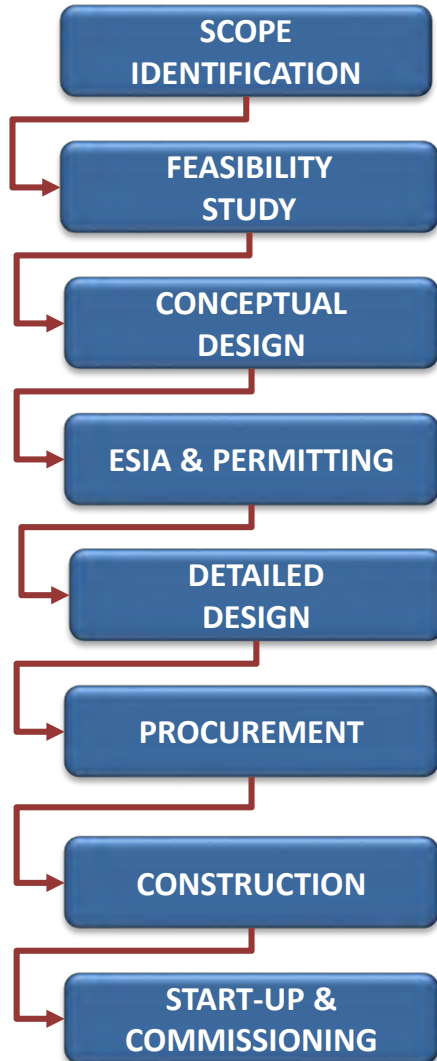 SCOPE
IDENTIFICATION
FEASIBILITY
STUDY
CONCEPTUAL
DESIGN
ESIA & PERMITTING
DETAILED
DESIGN
PROCUREMENT
CONSTRUCTION
START-UP &
COMMISSIONING